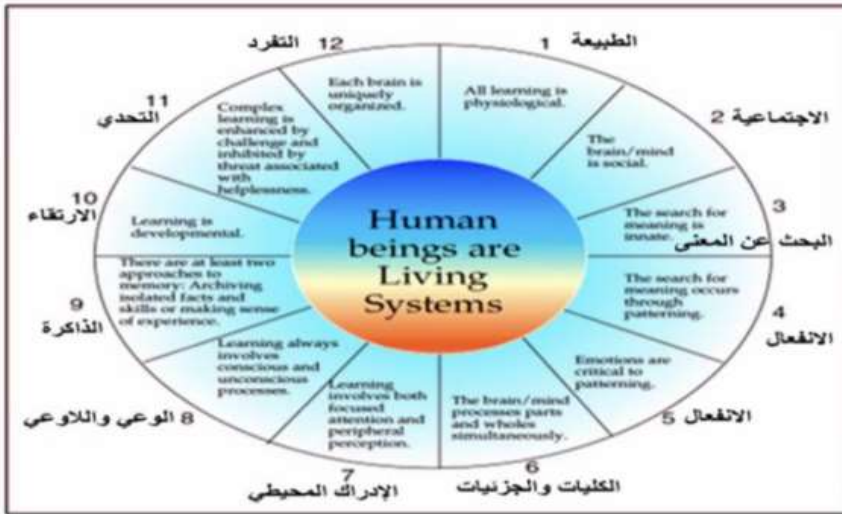 Human
beings are
Living
Systems
1 الطبيعة
All learning is
physiological.
2 الاجتماعية
The
brain/mind
is social.
3
البحث عن المعنى
The search for
meaning is
innate.
4
الانفعال
The search for
meaning occurs
through
patterning.
5 الانفعال
Emotions are
critical to
patterning.
6
الكليات والجزئيات
The brain/mind
processes parts
and wholes
simultaneously.
7
الإدراك المحيطي
Learning
involves both
focused
attention and
peripheral
perception.
8 الوعي واللاوعي
Learning always
involves
conscious and
unconscious
processes.
9
الذاكرة
There are at least two
approaches to
memory: Archiving
isolated facts and
skills or making sense
of experience.
10
الارتقاء
Learning is
developmental.
11
التحدي
Complex
learning is
enhanced by
challenge and
inhibited by
threat associated
with
helplessness.
12 التفرد
Each brain is
uniquely
organized.